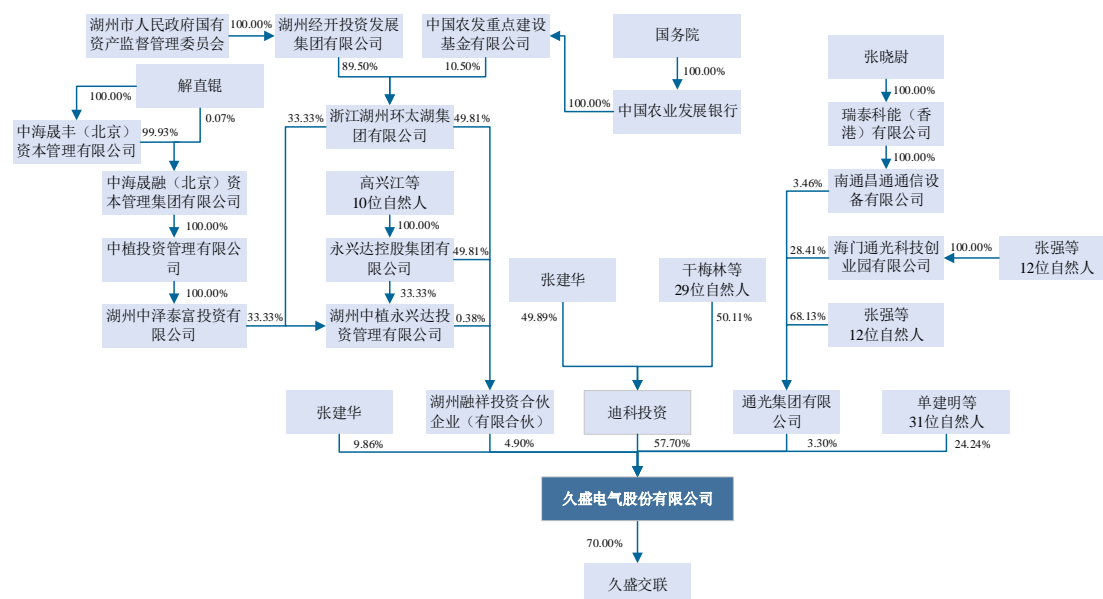 湖州市人民政府国有
资产监督管理委员会
100.00%
湖州经开投资发展
集团有限公司
中国农发重点建设
基金有限公司
国务院
张晓尉
89.50%
10.50%
100.00%
100.00%
解直锟
100.00%
0.07%
100.00%
中国农业发展银行
瑞泰科能（香
港）有限公司
中海晟丰（北京）
资本管理有限公司
99.93%
33.33%
浙江湖州环太湖集
团有限公司
49.81%
100.00%
中海晟融（北京）资
本管理集团有限公司
高兴江等
10位自然人
3.46%
南通昌通通信设
备有限公司
100.00%
100.00%
中植投资管理有限公
司
永兴达控股集团有
限公司
49.81%
28.41%
海门通光科技创
业园有限公司
100.00%
张强等
12位自然人
张建华
干梅林等
29位自然人
100.00%
33.33%
湖州中泽泰富投资有
限公司
33.33%
湖州中植永兴达投
资管理有限公司
0.38%
49.89%
50.11%
68.13%
张强等
12位自然人
张建华
湖州融祥投资合伙
企业（有限合伙）
迪科投资
通光集团有限
公司
单建明等
31位自然人
9.86%
4.90%
57.70%
3.30%
24.24%
久盛电气股份有限公司
70.00%
久盛交联